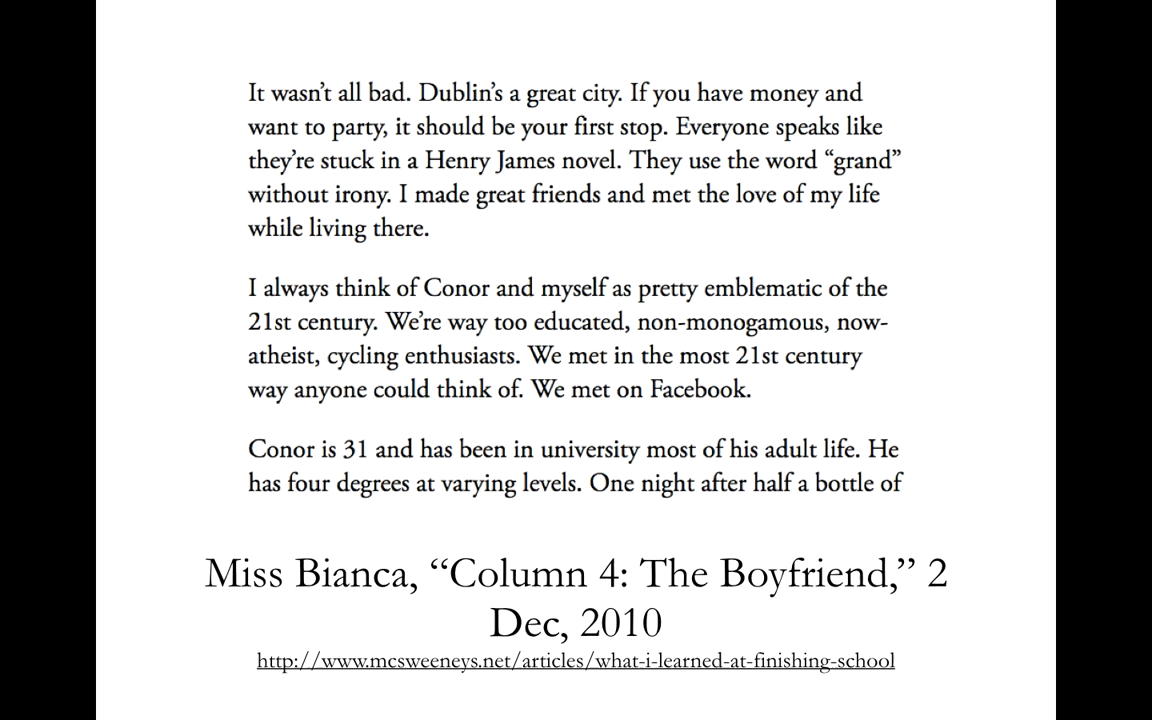 It wasn’t all bad. Dublin’s a great city. If you have money and
want to party, it should be your first stop. Everyone speaks like
they’re stuck in a Henry James novel. They use the word “grand”
without irony. I made great friends and met the love of my life
while living there.
I always think of Conor and myself as pretty emblematic of the
21st century. We’re way too educated, non-monogamous, now-
atheist, cycling enthusiasts. We met in the most 21st century
way anyone could think of. We met on Facebook.
Conor is 31 and has been in university most of his adult life. He
has four degrees at varying levels. One night after half a bottle of
Miss Bianca, “Column 4: The Boyfriend,” 2
Dec, 2010
http://www.mcsweeneys.net/articles/what-i-learned-at-finishing-school